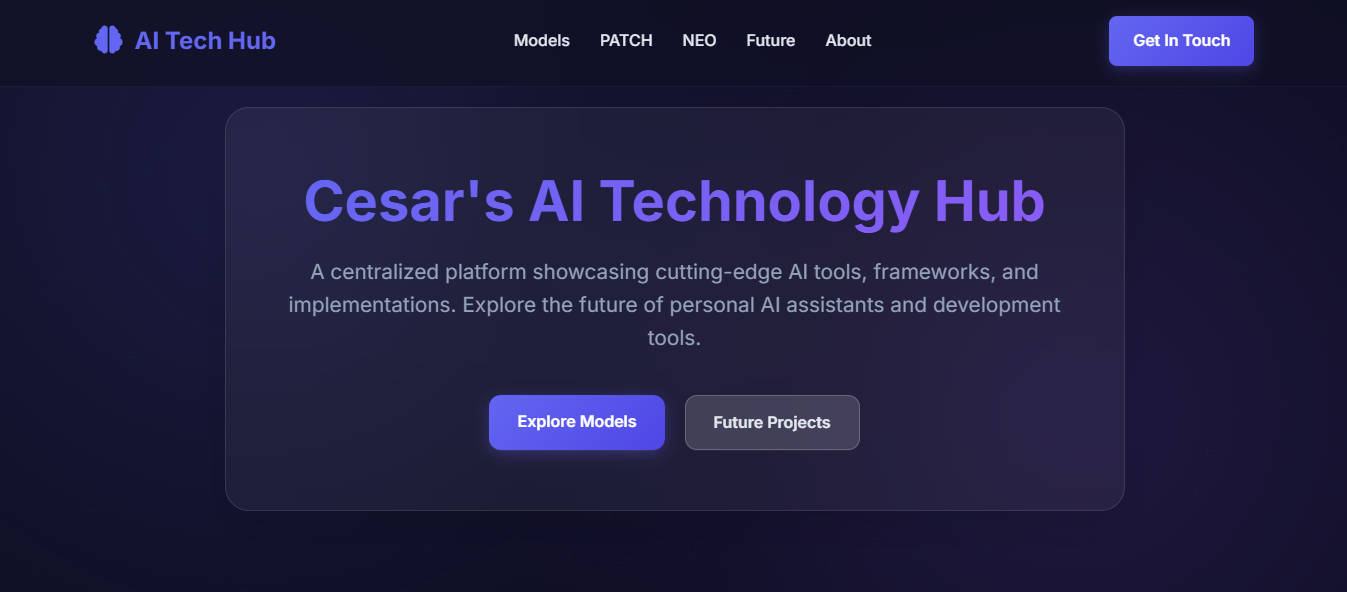 AI Tech Hub
Models
PATCH
NEO
Future
About
Get In Touch
Cesar's AI Technology Hub
A centralized platform showcasing cutting-edge AI tools, frameworks, and
implementations. Explore the future of personal AI assistants and development
tools.
Explore Models
Future Projects